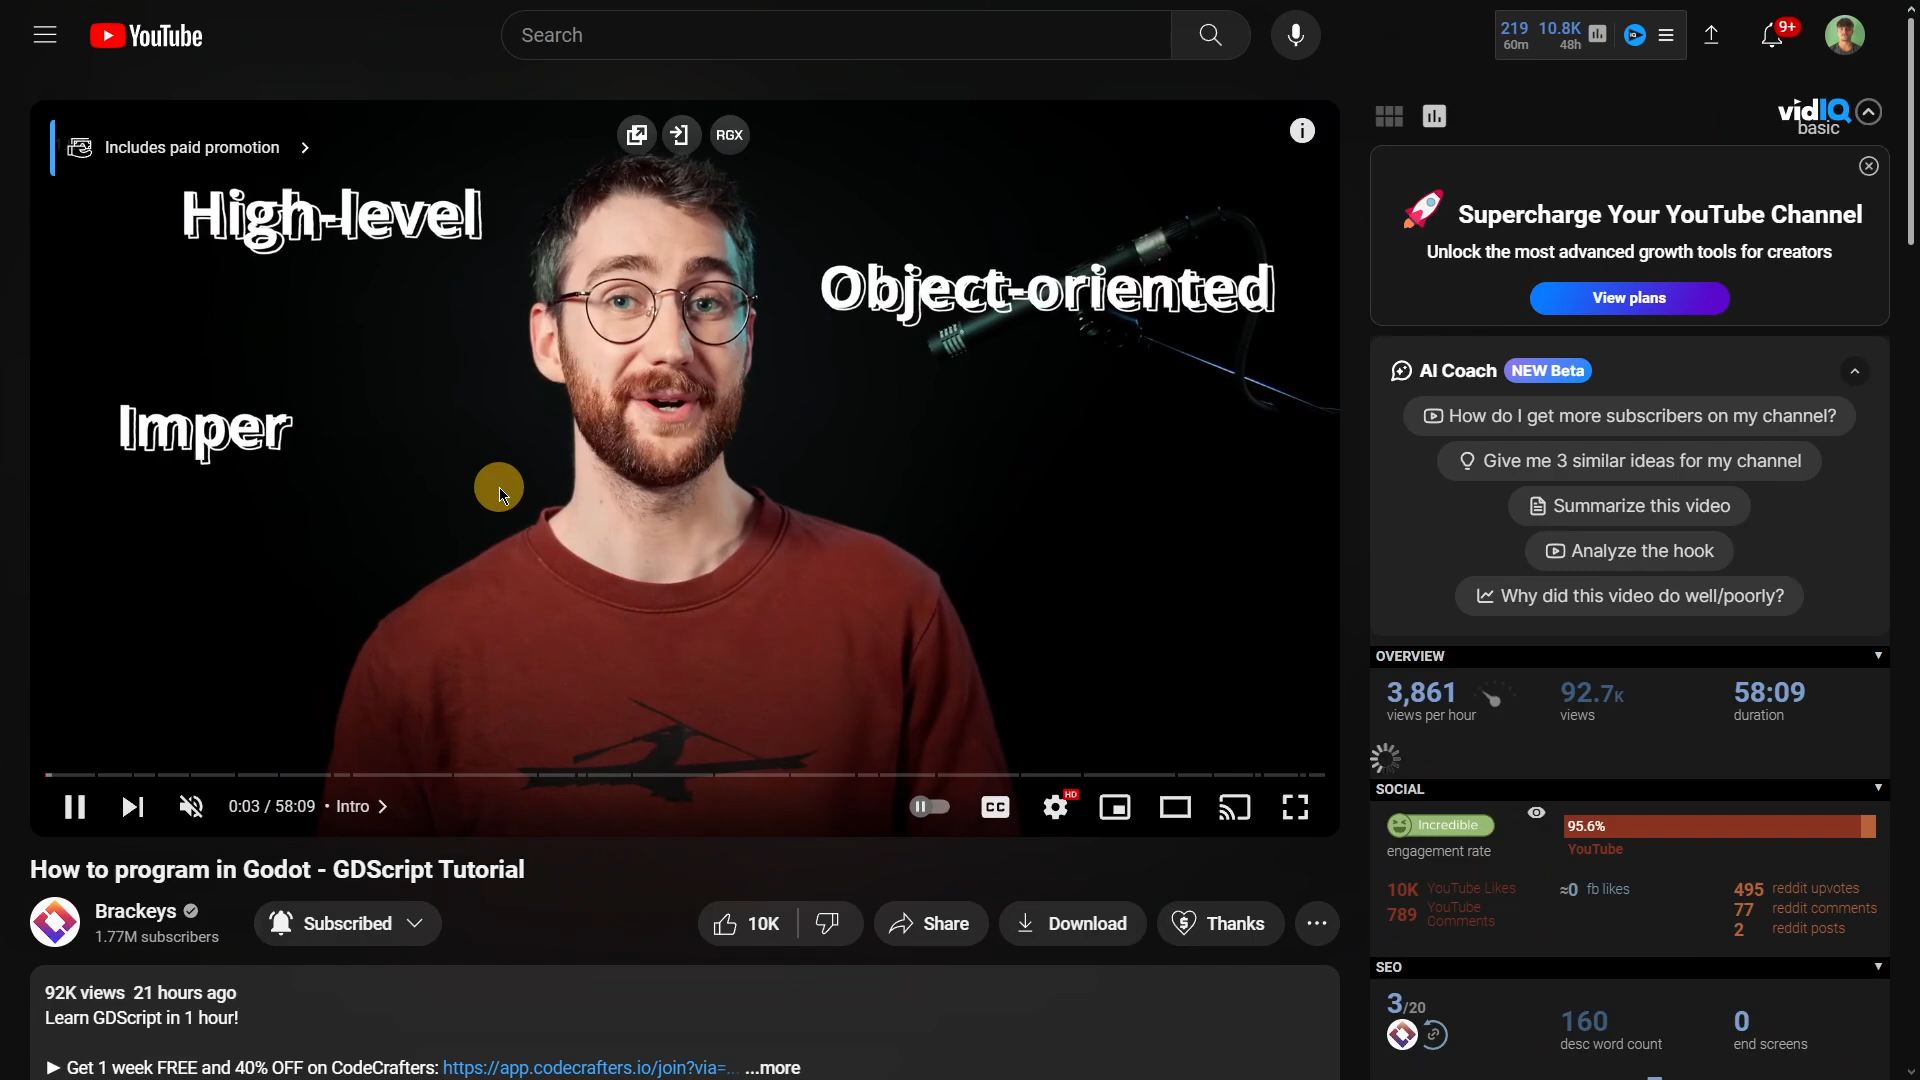 YouTube
Search
219 10.8K
60m 48h
9+
Includes paid promotion
RGX
High-level
Object-oriented
Imper
0:03 / 58:09 • Intro
CC
HD
How to program in Godot - GDScript Tutorial
Brackeys
1.77M subscribers
Subscribed
10K
Share
Download
Thanks
92K views 21 hours ago
Learn GDScript in 1 hour!
► Get 1 week FREE and 40% OFF on CodeCrafters: https://app.codecrafters.io/join?via=... ...more
vidIQ
basic
Supercharge Your YouTube Channel
Unlock the most advanced growth tools for creators
View plans
AI Coach NEW Beta
How do I get more subscribers on my channel?
Give me 3 similar ideas for my channel
Summarize this video
Analyze the hook
Why did this video do well/poorly?
OVERVIEW
3,861 92.7K 58:09
views per hour views duration
SOCIAL
Incredible 95.6%
engagement rate YouTube
10K YouTube Likes ≈0 fb likes 495 reddit upvotes
789 YouTube Comments 77 reddit comments
2 reddit posts
SEO
3/20
160 0
desc word count end screens